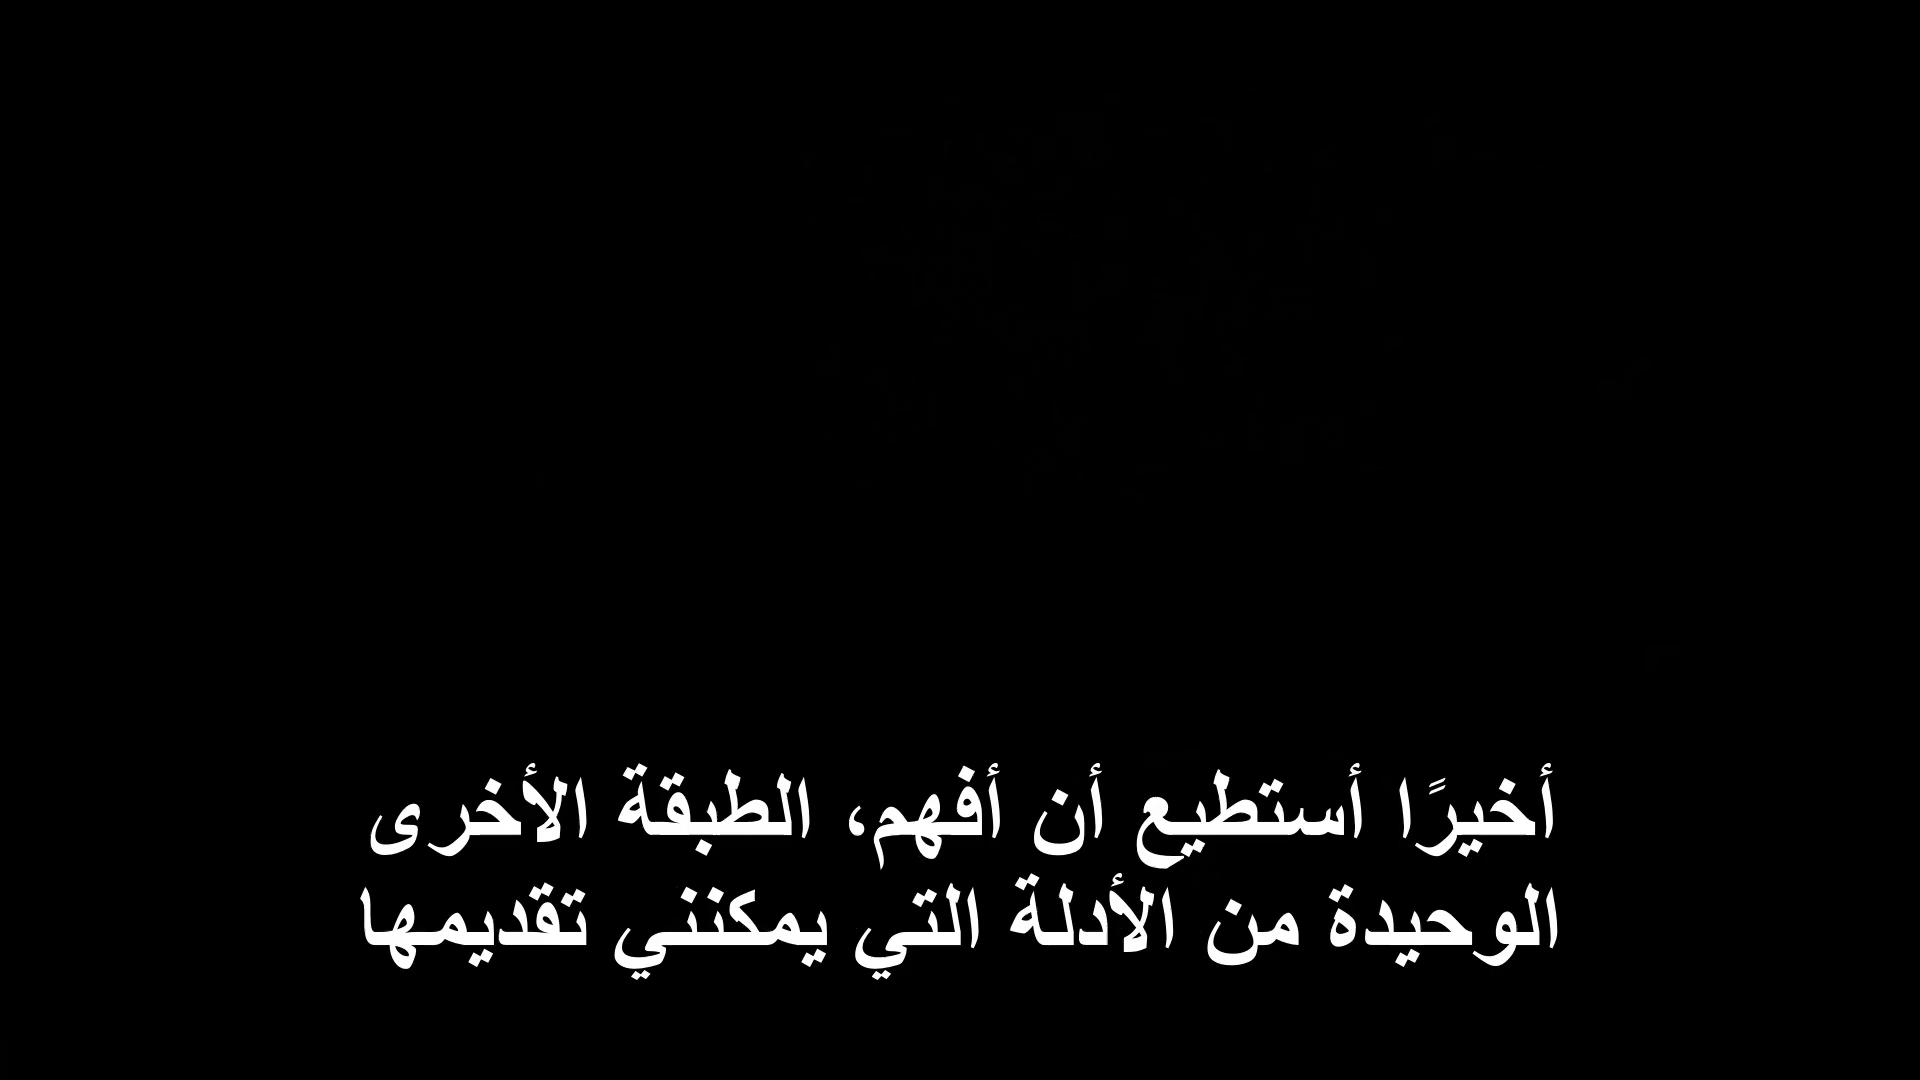 أخيرًا أستطيع أن أفهم، الطبقة الأخرى
الوحيدة من الأدلة التي يمكنني تقديمها